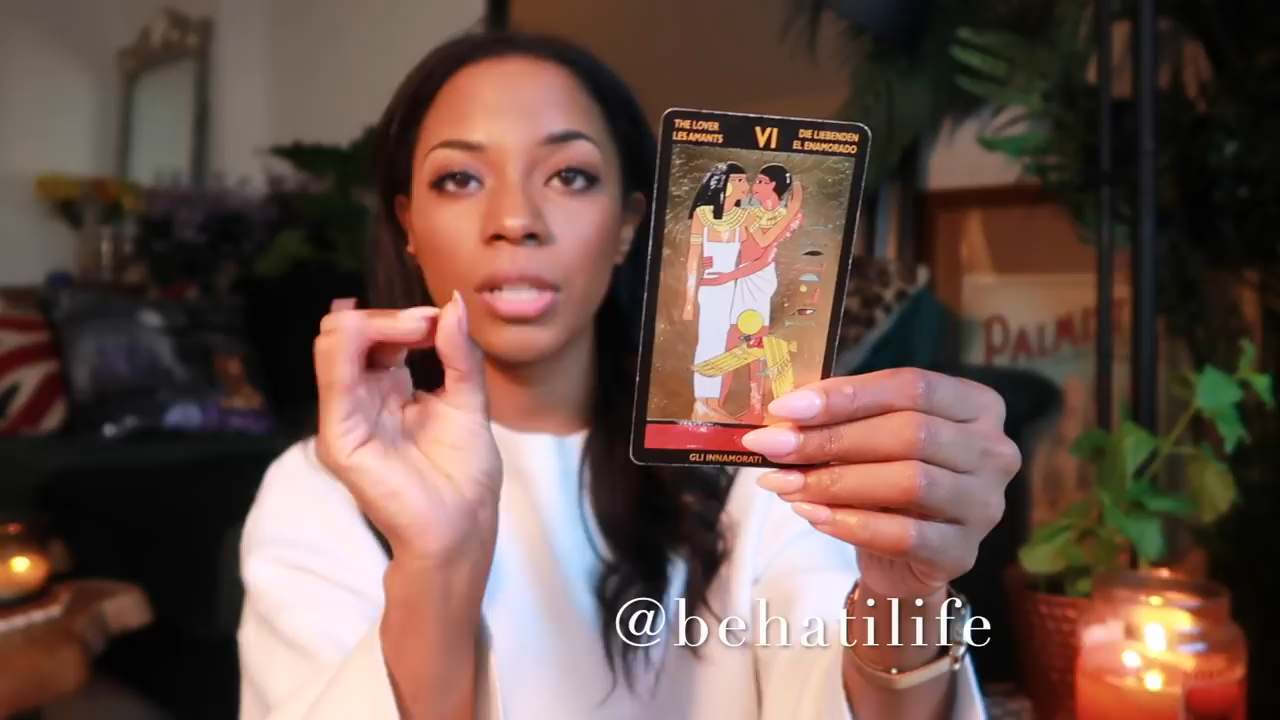 THE LOVER
LES AMANTS
VI
DIE LIEBENDEN
EL ENAMORADO
GLI INNAMORATI
@behatilife